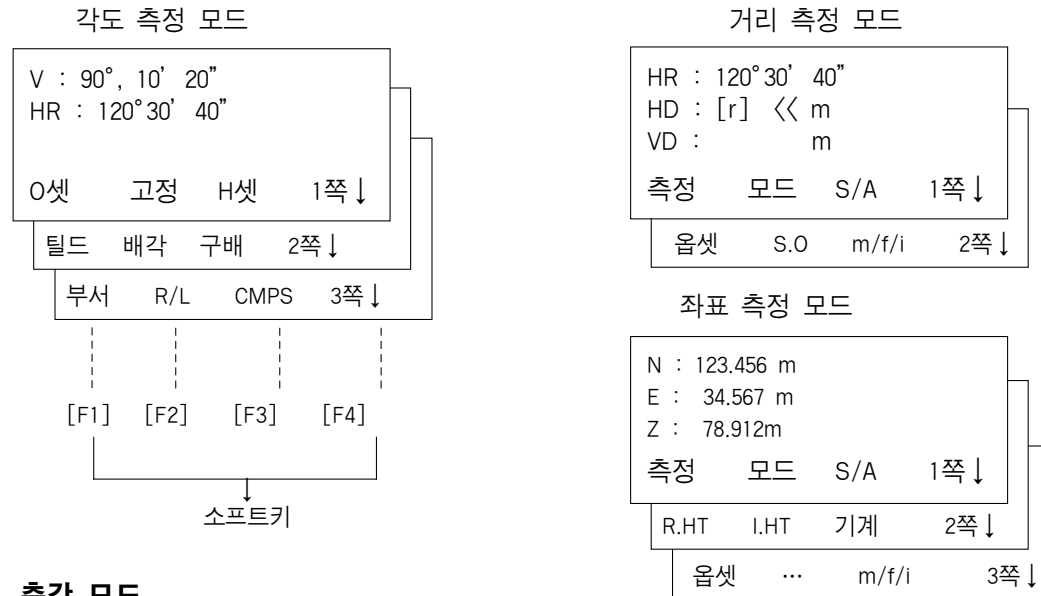 각도 측정 모드
V : 90°, 10′ 20″
HR : 120°30′ 40″
0셋 고정 H셋 1쪽↓
틸드 배각 구배 2쪽↓
부서 R/L CMPS 3쪽↓
[F1] [F2] [F3] [F4]
소프트키
거리 측정 모드
HR : 120°30′ 40″
HD : [r] 〈〈 m
VD : m
측정 모드 S/A 1쪽↓
옵셋 S.O m/f/i 2쪽↓
좌표 측정 모드
N : 123.456 m
E : 34.567 m
Z : 78.912m
측정 모드 S/A 1쪽↓
R.HT I.HT 기계 2쪽↓
옵셋 … m/f/i 3쪽↓